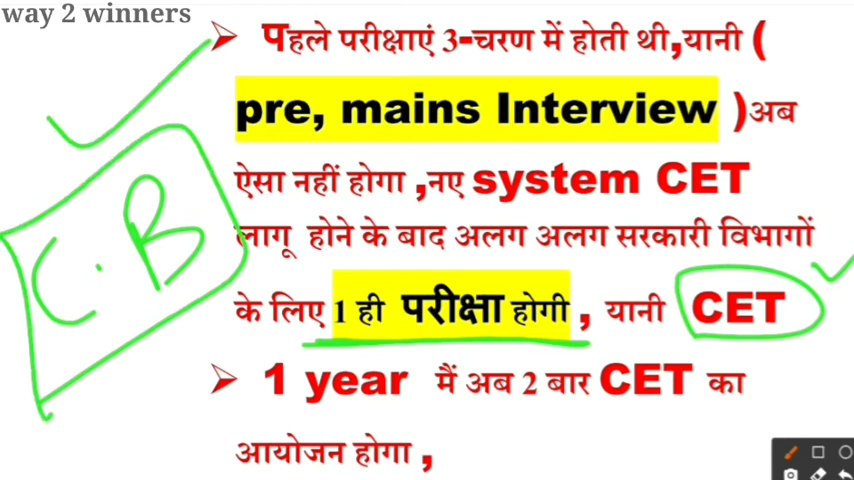 way 2 winners
➢ पहले परीक्षाएं 3-चरण में होती थी,यानी (
pre, mains Interview )अब
ऐसा नहीं होगा ,नए system CET
लागू होने के बाद अलग अलग सरकारी विभागों
के लिए 1 ही परीक्षा होगी , यानी CET
➢ 1 year मैं अब 2 बार CET का
आयोजन होगा ,
C.B